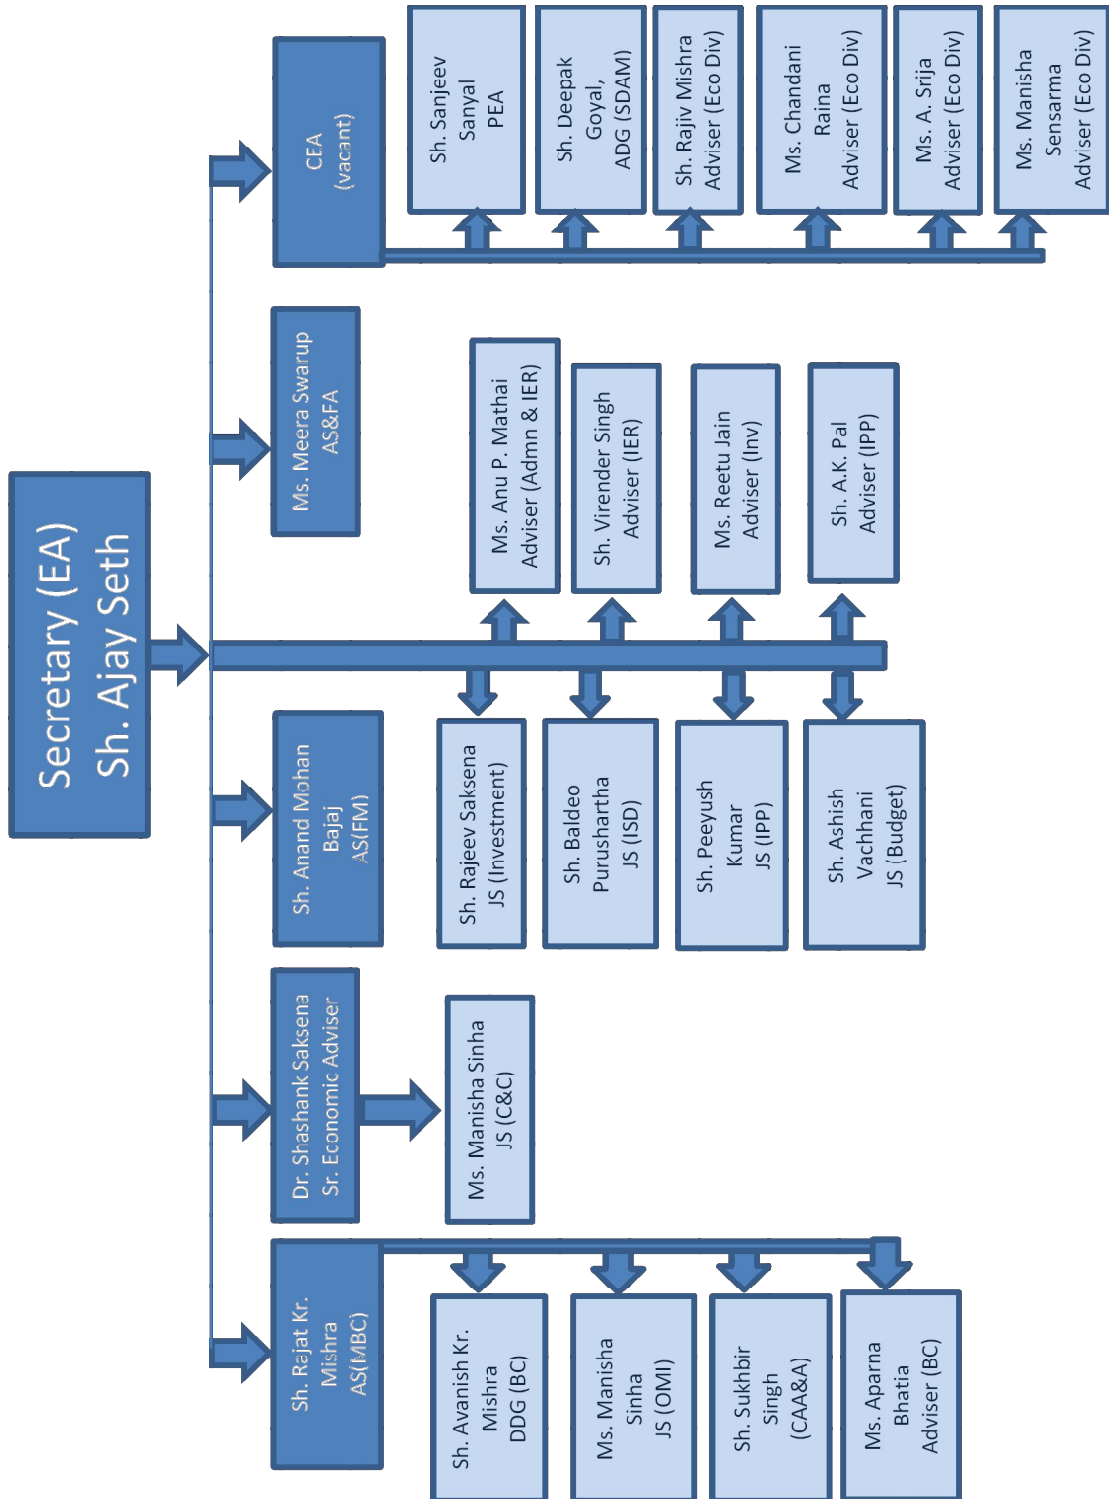 Secretary (EA)
Sh. Ajay Seth
Sh. Rajat Kr.
Mishra
AS(MBC)
Dr. Shashank Saksena
Sr. Economic Adviser
Sh. Anand Mohan
Bajaj
AS(FM)
Ms. Meera Swarup
AS&FA
CEA
(vacant)
Sh. Avanish Kr.
Mishra
DDG (BC)
Ms. Manisha
Sinha
JS (OMI)
Sh. Sukhbir
Singh
(CAA&A)
Ms. Aparna
Bhatia
Adviser (BC)
Ms. Manisha Sinha
JS (C&C)
Sh. Rajeev Saksena
JS (Investment)
Sh. Baldeo
Purushartha
JS (ISD)
Sh. Peeyush
Kumar
JS (IPP)
Sh. Ashish
Vachhani
JS (Budget)
Ms. Anu P. Mathai
Adviser (Admn & IER)
Sh. Virender Singh
Adviser (IER)
Ms. Reetu Jain
Adviser (Inv)
Sh. A.K. Pal
Adviser (IPP)
Sh. Sanjeev
Sanyal
PEA
Sh. Deepak
Goyal,
ADG (SDAM)
Sh. Rajiv Mishra
Adviser (Eco Div)
Ms. Chandani
Raina
Adviser (Eco Div)
Ms. A. Srija
Adviser (Eco Div)
Ms. Manisha
Sensarma
Adviser (Eco Div)